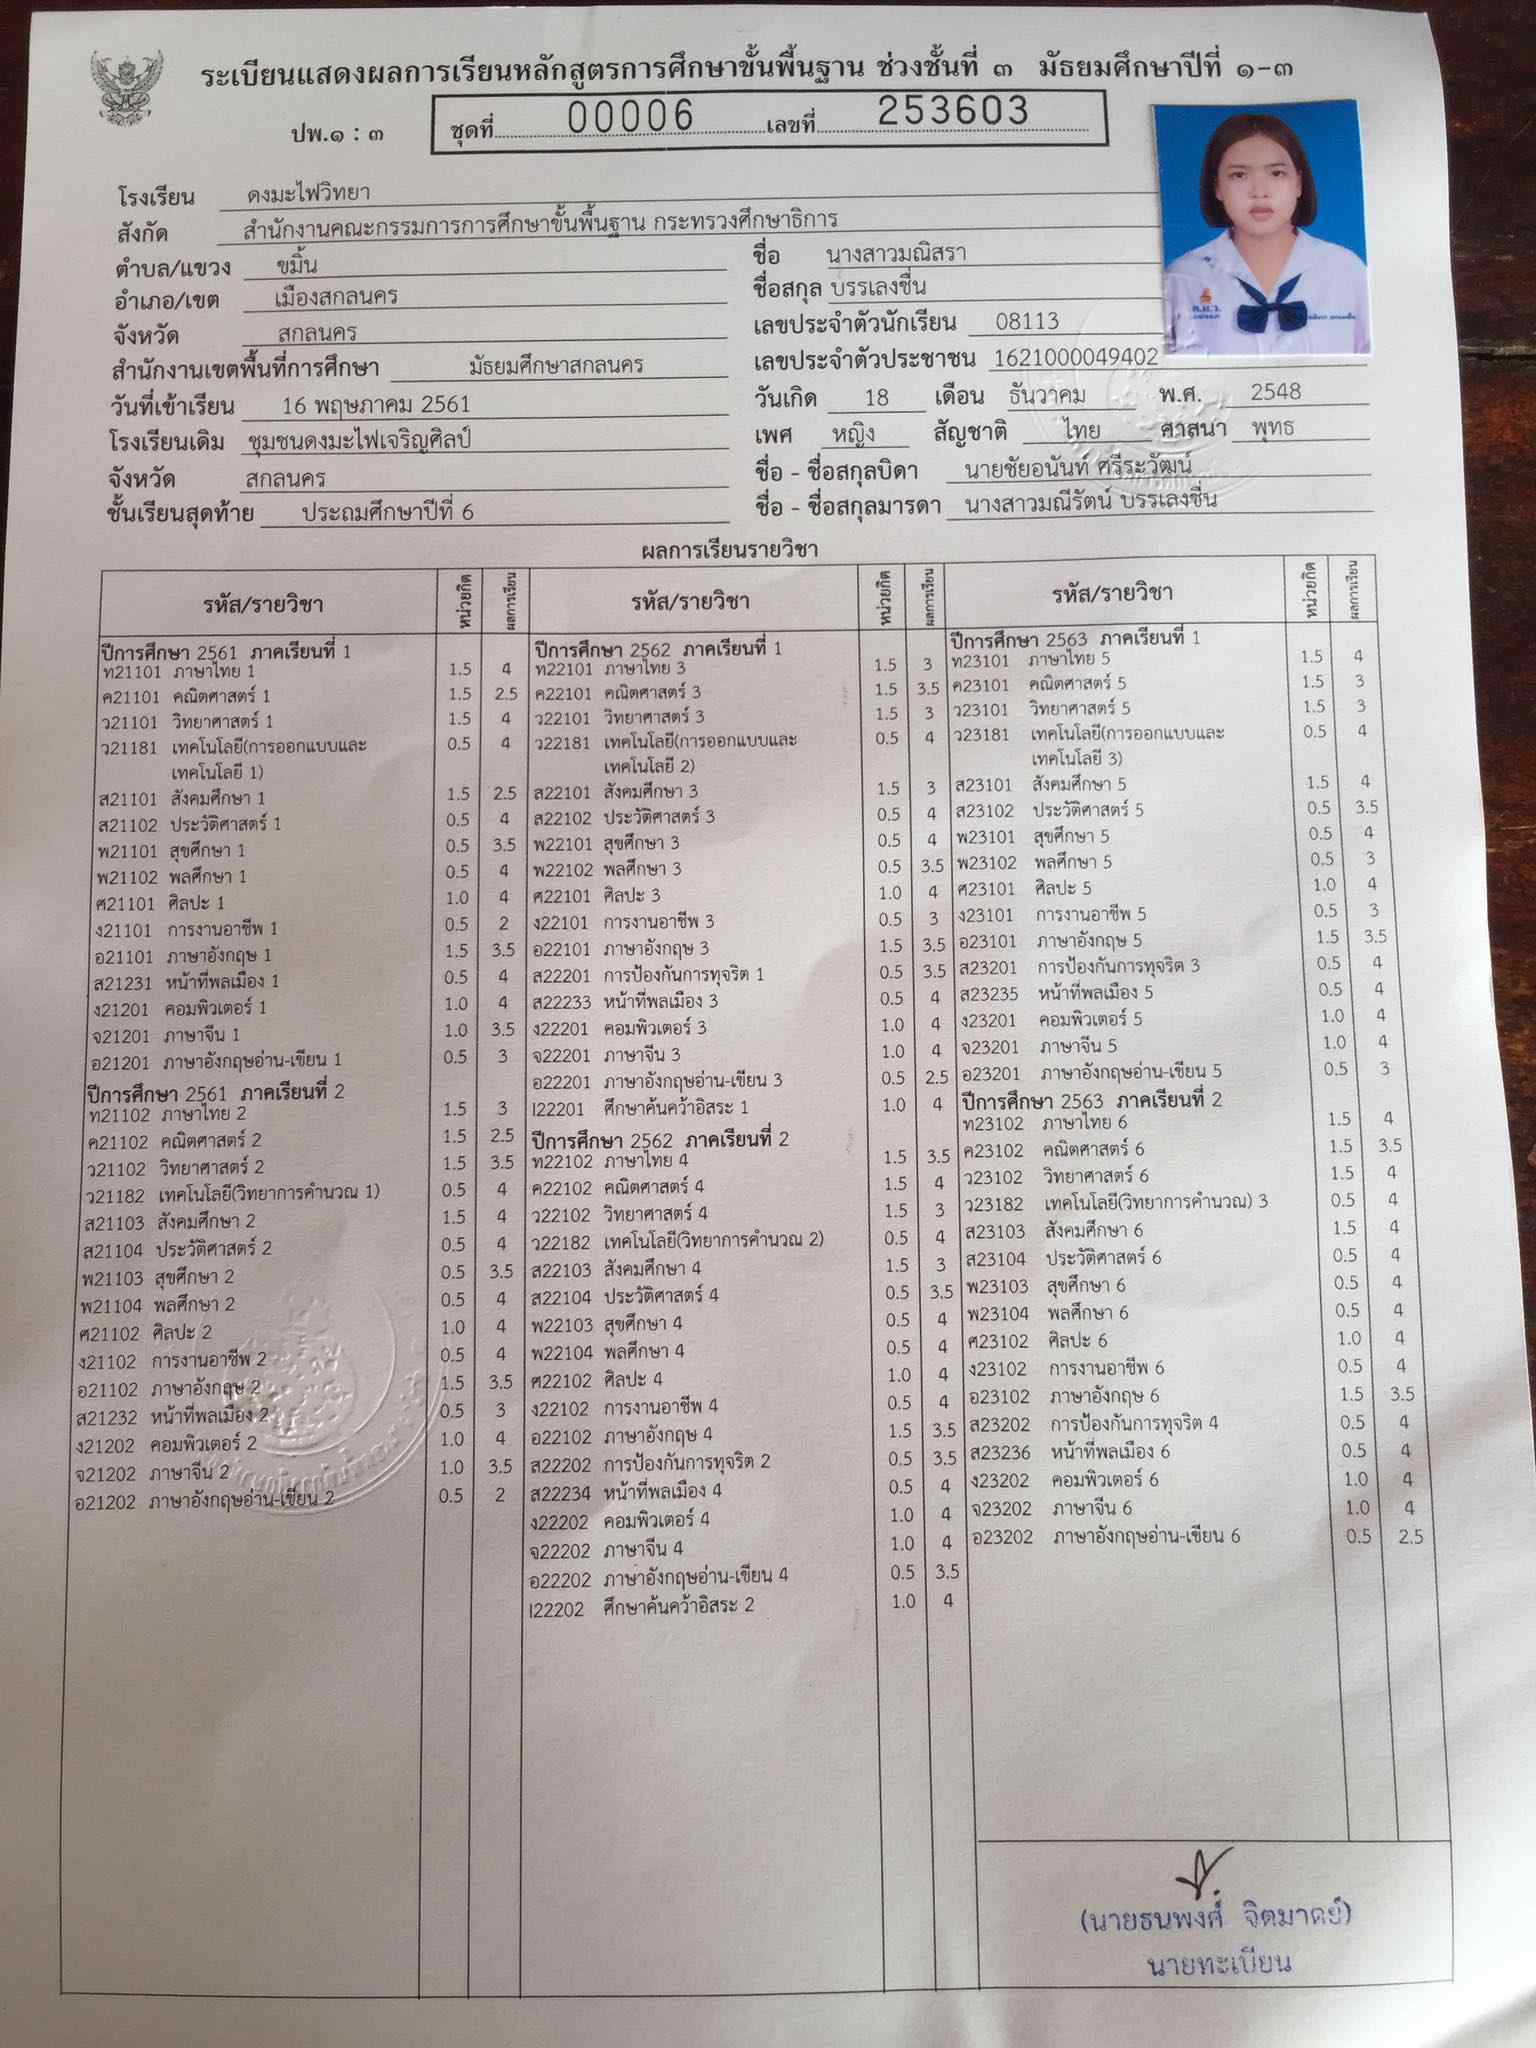 ระเบียนแสดงผลการเรียนหลักสูตรการศึกษาขั้นพื้นฐาน ช่วงชั้นที่ ๓ มัธยมศึกษาปีที่ ๑-๓
ปพ.๑ : ๓
ชุดที่ 00006 เลขที่ 253603
โรงเรียน ดงมะไฟวิทยา
สังกัด สำนักงานคณะกรรมการการศึกษาขั้นพื้นฐาน กระทรวงศึกษาธิการ
ตำบล/แขวง ขมิ้น
อำเภอ/เขต เมืองสกลนคร
จังหวัด สกลนคร
สำนักงานเขตพื้นที่การศึกษา มัธยมศึกษาสกลนคร
วันที่เข้าเรียน 16 พฤษภาคม 2561
โรงเรียนเดิม ชุมชนดงมะไฟเจริญศิลป์
จังหวัด สกลนคร
ชั้นเรียนสุดท้าย ประถมศึกษาปีที่ 6
ชื่อ นางสาวมณิสรา
ชื่อสกุล บรรเลงชื่น
เลขประจำตัวนักเรียน 08113
เลขประจำตัวประชาชน 1621000049402
วันเกิด 18 เดือน ธันวาคม พ.ศ. 2548
เพศ หญิง สัญชาติ ไทย ศาสนา พุทธ
ชื่อ - ชื่อสกุลบิดา นายชัยอนันท์ ศรีระวัฒน์
ชื่อ - ชื่อสกุลมารดา นางสาวมณีรัตน์ บรรเลงชื่น
ผลการเรียนรายวิชา
รหัส/รายวิชา หน่วยกิต ผลการเรียน
ปีการศึกษา 2561 ภาคเรียนที่ 1
ท21101 ภาษาไทย 1 1.5 4
ค21101 คณิตศาสตร์ 1 1.5 2.5
ว21101 วิทยาศาสตร์ 1 1.5 4
ว21181 เทคโนโลยี(การออกแบบและ 0.5 4
เทคโนโลยี 1)
ส21101 สังคมศึกษา 1 1.5 2.5
ส21102 ประวัติศาสตร์ 1 0.5 4
พ21101 สุขศึกษา 1 0.5 3.5
พ21102 พลศึกษา 1 0.5 4
ศ21101 ศิลปะ 1 1.0 4
ง21101 การงานอาชีพ 1 0.5 2
อ21101 ภาษาอังกฤษ 1 1.5 3.5
ส21231 หน้าที่พลเมือง 1 0.5 4
ง21201 คอมพิวเตอร์ 1 1.0 4
จ21201 ภาษาจีน 1 1.0 3.5
อ21201 ภาษาอังกฤษอ่าน-เขียน 1 0.5 3
ปีการศึกษา 2561 ภาคเรียนที่ 2
ท21102 ภาษาไทย 2 1.5 3
ค21102 คณิตศาสตร์ 2 1.5 2.5
ว21102 วิทยาศาสตร์ 2 1.5 3.5
ว21182 เทคโนโลยี(วิทยาการคำนวณ 1) 0.5 4
ส21103 สังคมศึกษา 2 1.5 4
ส21104 ประวัติศาสตร์ 2 0.5 4
พ21103 สุขศึกษา 2 0.5 3.5
พ21104 พลศึกษา 2 0.5 4
ศ21102 ศิลปะ 2 1.0 4
ง21102 การงานอาชีพ 2 0.5 4
อ21102 ภาษาอังกฤษ 2 1.5 3.5
ส21232 หน้าที่พลเมือง 2 0.5 3
ง21202 คอมพิวเตอร์ 2 1.0 4
จ21202 ภาษาจีน 2 1.0 3.5
อ21202 ภาษาอังกฤษอ่าน-เขียน 2 0.5 2
รหัส/รายวิชา หน่วยกิต ผลการเรียน
ปีการศึกษา 2562 ภาคเรียนที่ 1
ท22101 ภาษาไทย 3 1.5 3
ค22101 คณิตศาสตร์ 3 1.5 3.5
ว22101 วิทยาศาสตร์ 3 1.5 3
ว22181 เทคโนโลยี(การออกแบบและ 0.5 4
เทคโนโลยี 2)
ส22101 สังคมศึกษา 3 1.5 3
ส22102 ประวัติศาสตร์ 3 0.5 4
พ22101 สุขศึกษา 3 0.5 4
พ22102 พลศึกษา 3 0.5 3.5
ศ22101 ศิลปะ 3 1.0 4
ง22101 การงานอาชีพ 3 0.5 3
อ22101 ภาษาอังกฤษ 3 1.5 3.5
ส22201 การป้องกันการทุจริต 1 0.5 3.5
ส22233 หน้าที่พลเมือง 3 0.5 4
ง22201 คอมพิวเตอร์ 3 1.0 4
จ22201 ภาษาจีน 3 1.0 4
อ22201 ภาษาอังกฤษอ่าน-เขียน 3 0.5 2.5
I22201 ศึกษาค้นคว้าอิสระ 1 1.0 4
ปีการศึกษา 2562 ภาคเรียนที่ 2
ท22102 ภาษาไทย 4 1.5 3.5
ค22102 คณิตศาสตร์ 4 1.5 4
ว22102 วิทยาศาสตร์ 4 1.5 3
ว22182 เทคโนโลยี(วิทยาการคำนวณ 2) 0.5 4
ส22103 สังคมศึกษา 4 1.5 3
ส22104 ประวัติศาสตร์ 4 0.5 3.5
พ22103 สุขศึกษา 4 0.5 4
พ22104 พลศึกษา 4 0.5 4
ศ22102 ศิลปะ 4 1.0 4
ง22102 การงานอาชีพ 4 0.5 4
อ22102 ภาษาอังกฤษ 4 1.5 3.5
ส22202 การป้องกันการทุจริต 2 0.5 3.5
ส22234 หน้าที่พลเมือง 4 0.5 4
ง22202 คอมพิวเตอร์ 4 1.0 4
จ22202 ภาษาจีน 4 1.0 4
อ22202 ภาษาอังกฤษอ่าน-เขียน 4 0.5 3.5
I22202 ศึกษาค้นคว้าอิสระ 2 1.0 4
รหัส/รายวิชา หน่วยกิต ผลการเรียน
ปีการศึกษา 2563 ภาคเรียนที่ 1
ท23101 ภาษาไทย 5 1.5 4
ค23101 คณิตศาสตร์ 5 1.5 3
ว23101 วิทยาศาสตร์ 5 1.5 3
ว23181 เทคโนโลยี(การออกแบบและ 0.5 4
เทคโนโลยี 3)
ส23101 สังคมศึกษา 5 1.5 4
ส23102 ประวัติศาสตร์ 5 0.5 3.5
พ23101 สุขศึกษา 5 0.5 4
พ23102 พลศึกษา 5 0.5 3
ศ23101 ศิลปะ 5 1.0 4
ง23101 การงานอาชีพ 5 0.5 3
อ23101 ภาษาอังกฤษ 5 1.5 3.5
ส23201 การป้องกันการทุจริต 3 0.5 4
ส23235 หน้าที่พลเมือง 5 0.5 4
ง23201 คอมพิวเตอร์ 5 1.0 4
จ23201 ภาษาจีน 5 1.0 4
อ23201 ภาษาอังกฤษอ่าน-เขียน 5 0.5 3
ปีการศึกษา 2563 ภาคเรียนที่ 2
ท23102 ภาษาไทย 6 1.5 4
ค23102 คณิตศาสตร์ 6 1.5 3.5
ว23102 วิทยาศาสตร์ 6 1.5 4
ว23182 เทคโนโลยี(วิทยาการคำนวณ) 3 0.5 4
ส23103 สังคมศึกษา 6 1.5 4
ส23104 ประวัติศาสตร์ 6 0.5 4
พ23103 สุขศึกษา 6 0.5 4
พ23104 พลศึกษา 6 0.5 4
ศ23102 ศิลปะ 6 1.0 4
ง23102 การงานอาชีพ 6 0.5 4
อ23102 ภาษาอังกฤษ 6 1.5 3.5
ส23202 การป้องกันการทุจริต 4 0.5 4
ส23236 หน้าที่พลเมือง 6 0.5 4
ง23202 คอมพิวเตอร์ 6 1.0 4
จ23202 ภาษาจีน 6 1.0 4
อ23202 ภาษาอังกฤษอ่าน-เขียน 6 0.5 2.5
(นายธนพงศ์ จิตมาตย์)
นายทะเบียน